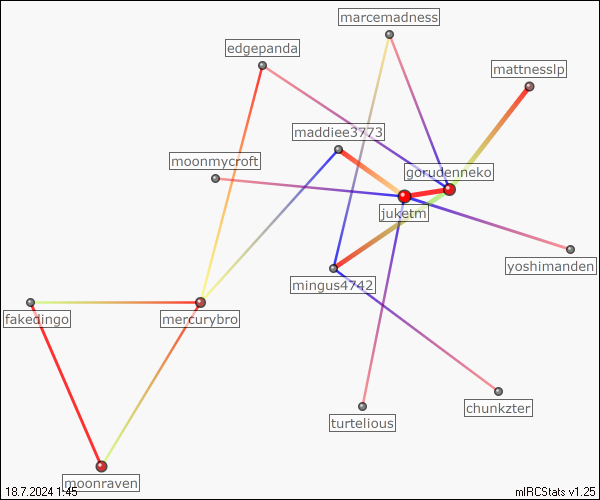 marcemadness
edgepanda
mattnesslp
maddiee3773
moonmycroft
gorudenneko
juketm
yoshimanden
mingus4742
fakedingo
mercurybro
chunkzter
turtelious
moonraven
18.7.2024 1:45
mIRCStats v1.25